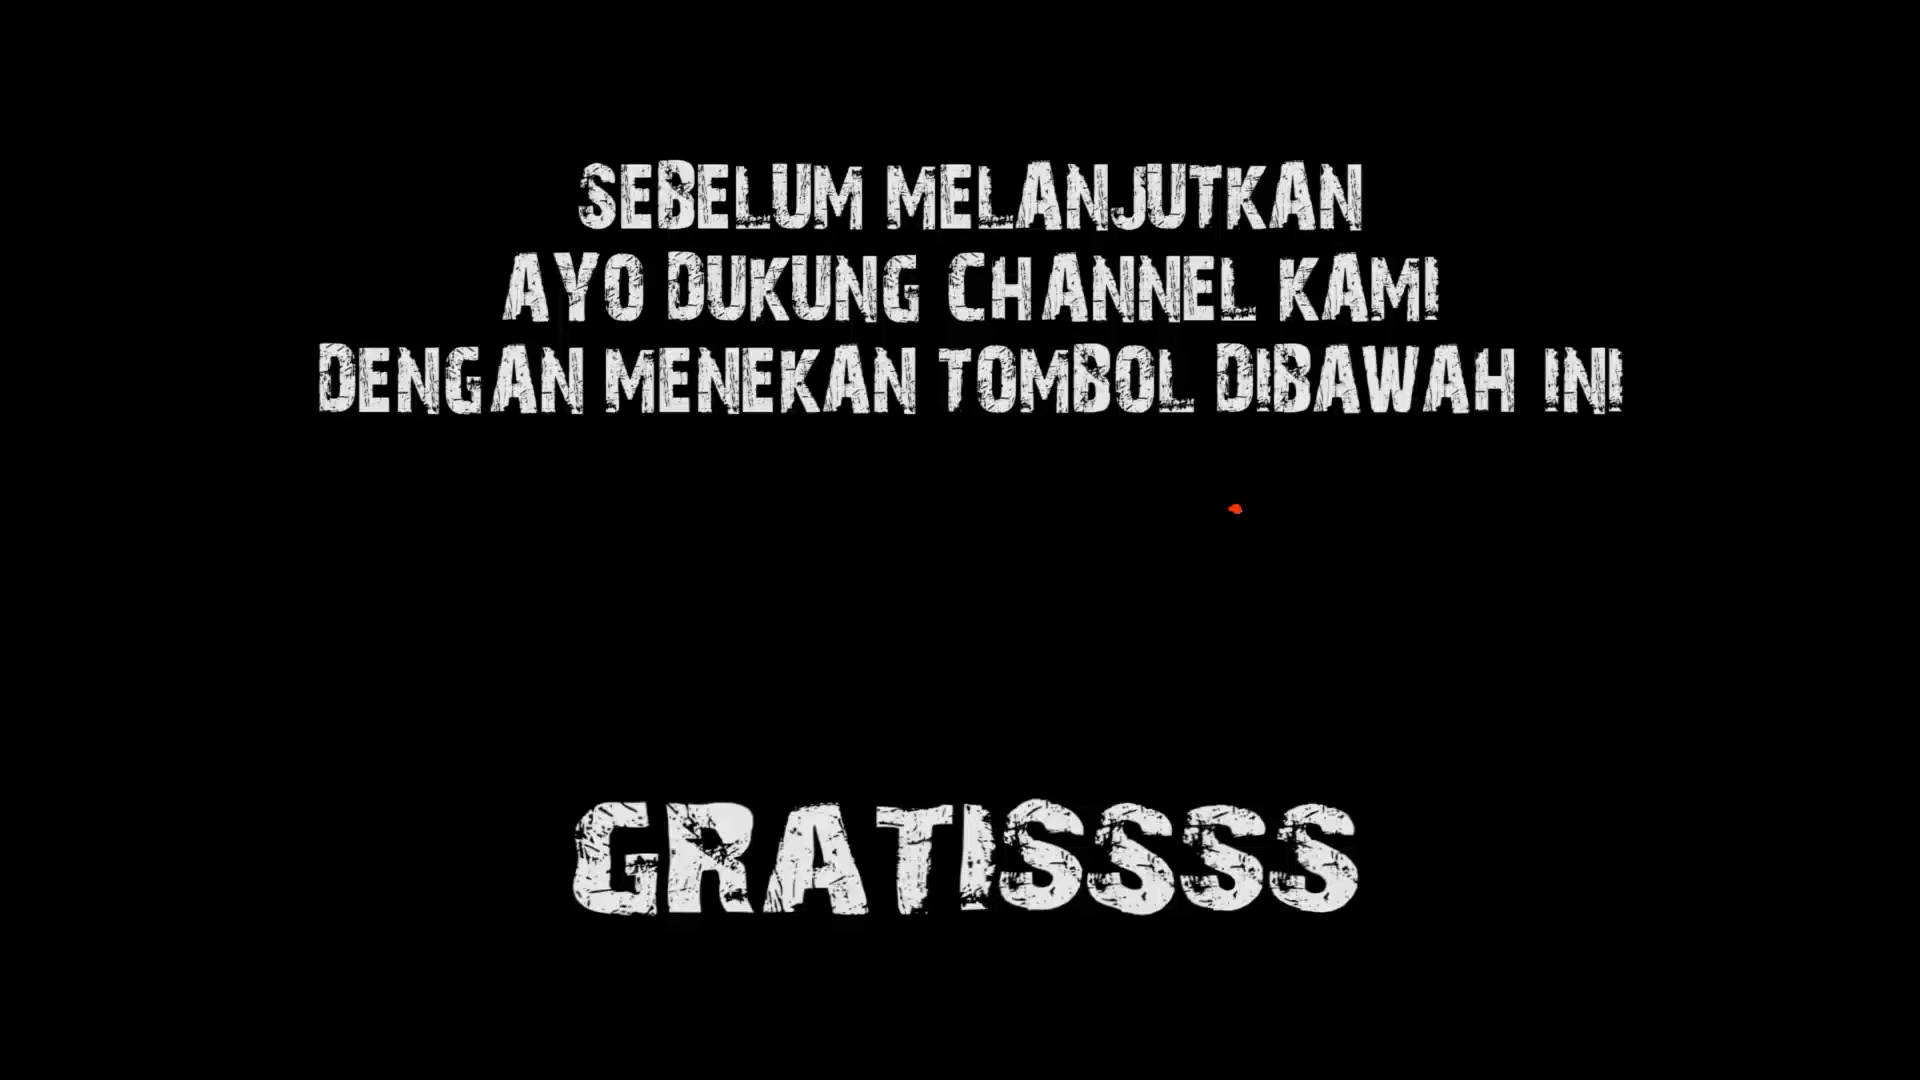 SEBELUM MELANJUTKAN
AYO DUKUNG CHANNEL KAMI
DENGAN MENEKAN TOMBOL DIBAWAH INI
GRATISSSS